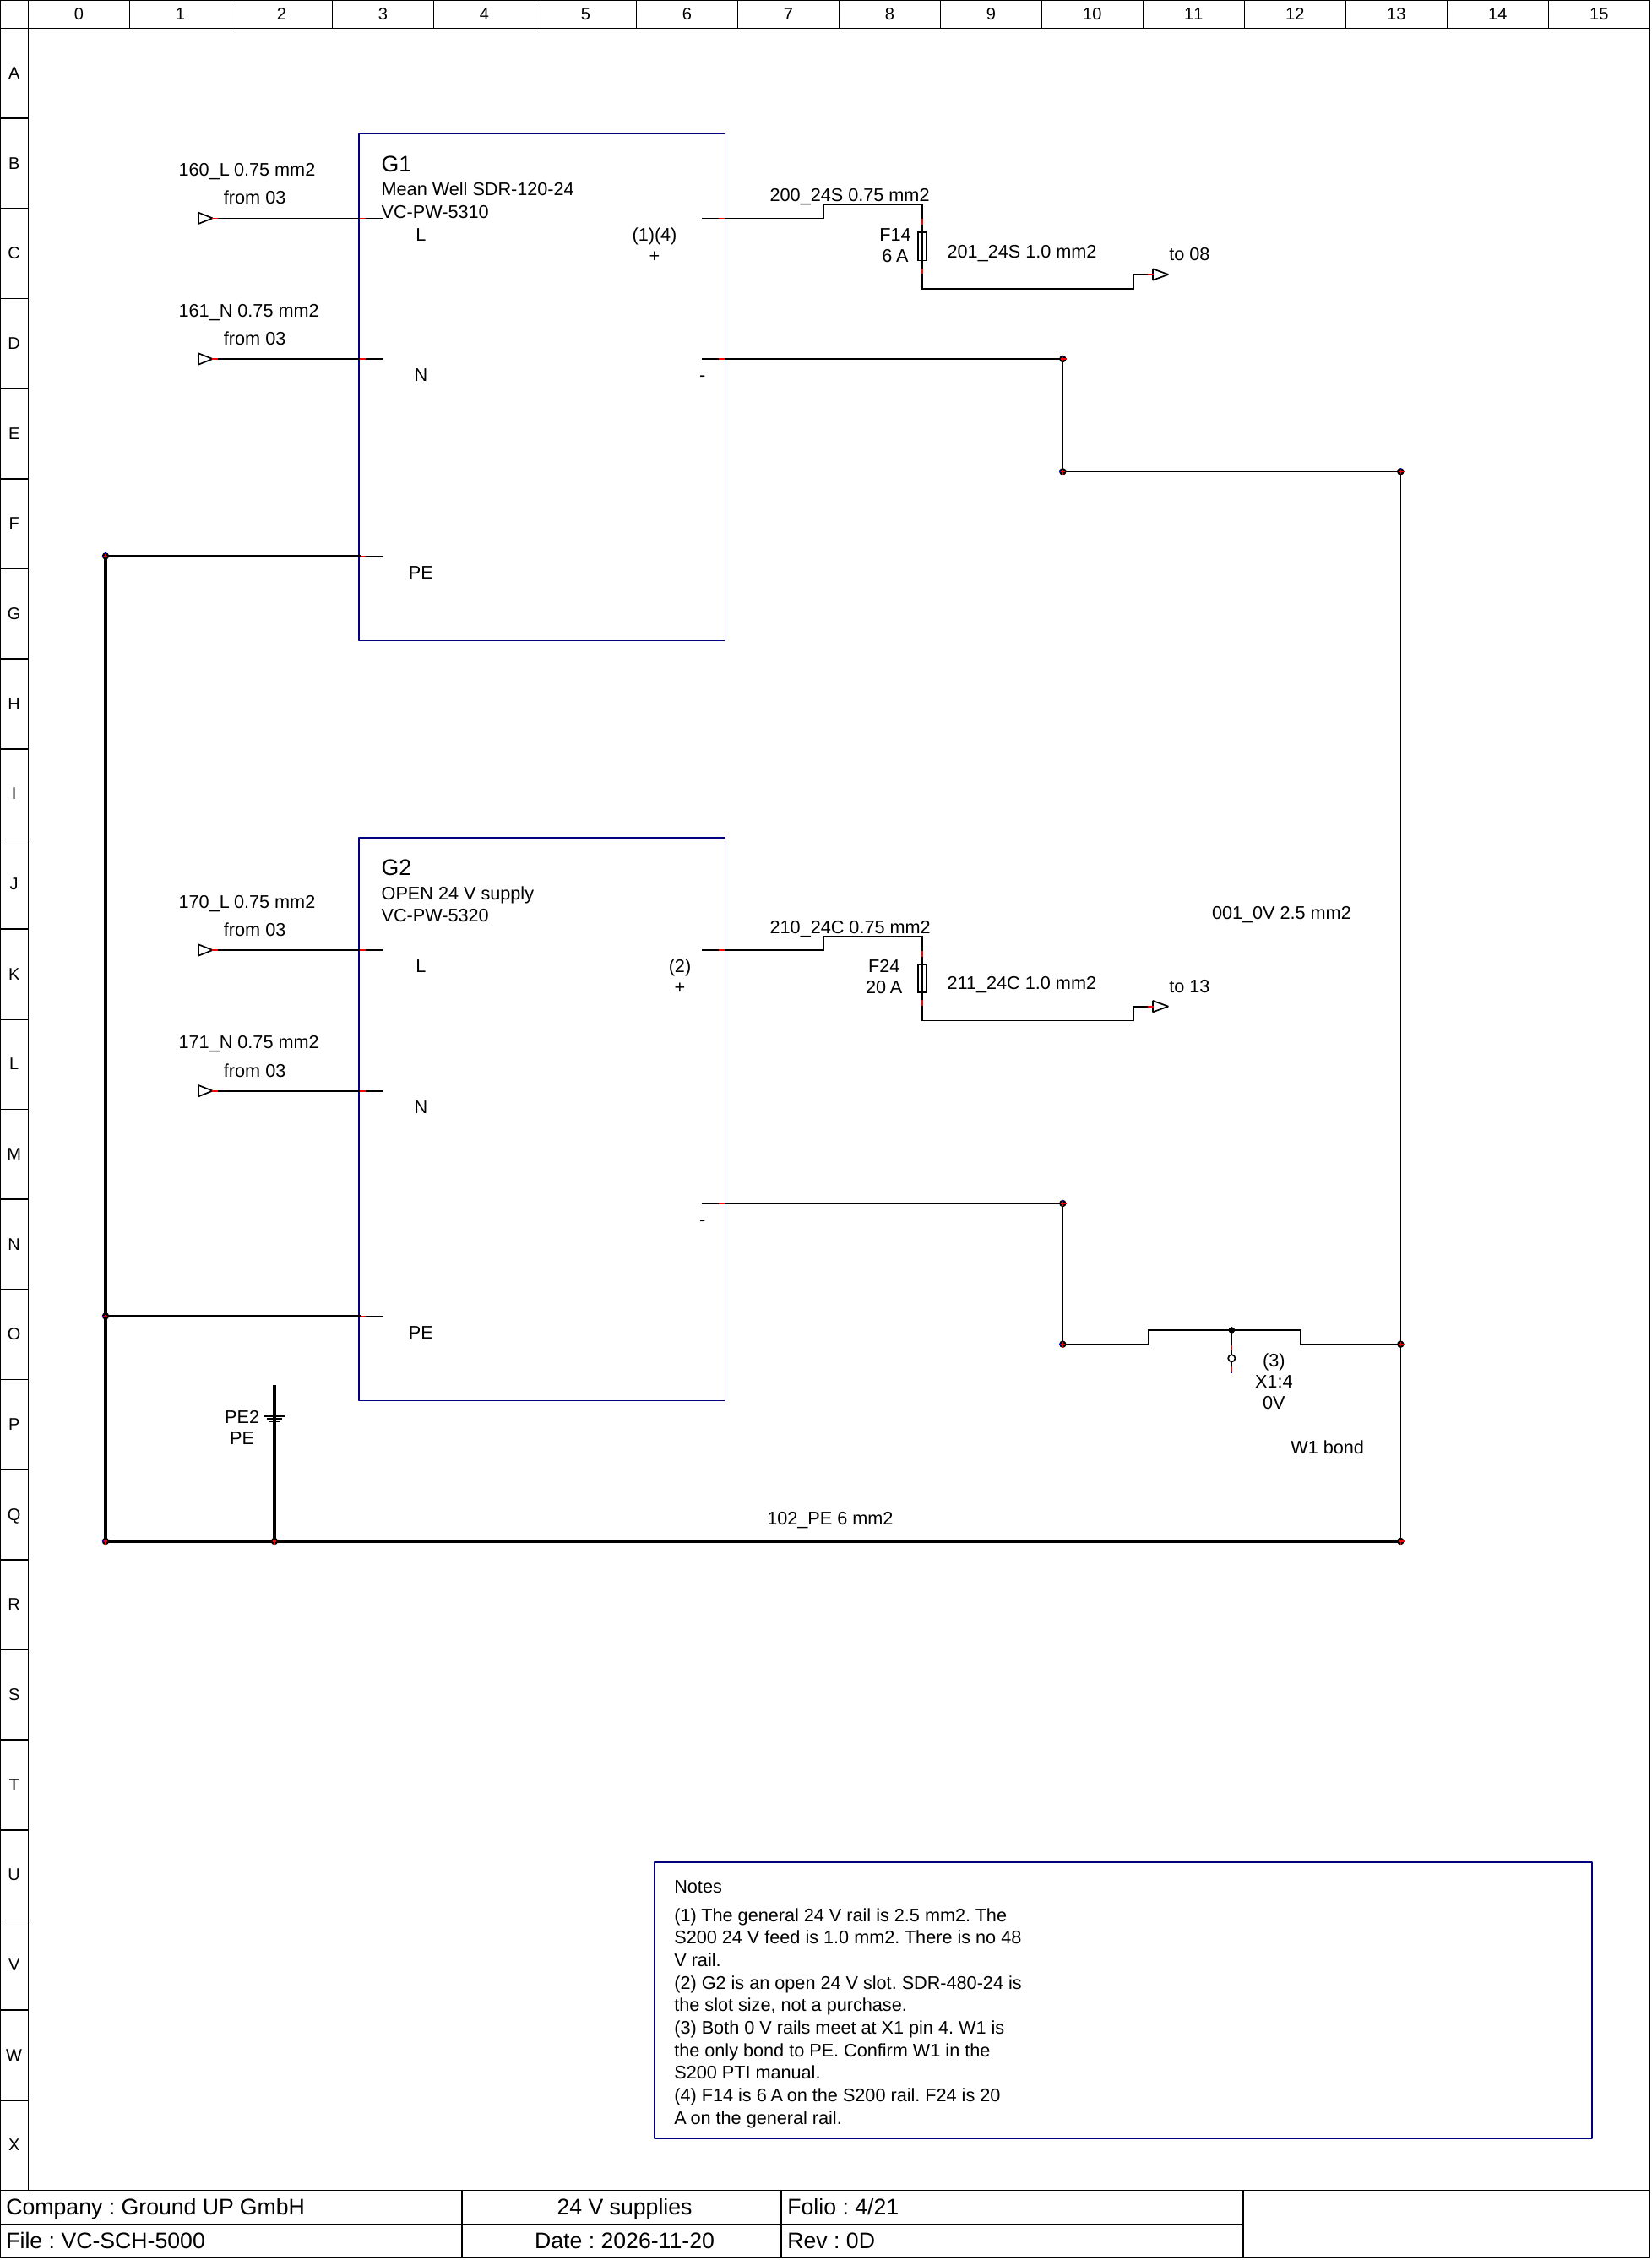 0 1 2 3 4 5 6 7 8 9 10 11 12 13 14 15
A
B
C
D
E
F
G
H
I
J
K
L
M
N
O
P
Q
R
S
T
U
V
W
X
160_L 0.75 mm2
from 03
G1
Mean Well SDR-120-24
VC-PW-5310
L
(1)(4)
+
200_24S 0.75 mm2
F14
6 A
201_24S 1.0 mm2
to 08
161_N 0.75 mm2
from 03
N
-
PE
G2
OPEN 24 V supply
VC-PW-5320
170_L 0.75 mm2
from 03
L
(2)
+
210_24C 0.75 mm2
F24
20 A
211_24C 1.0 mm2
to 13
001_0V 2.5 mm2
171_N 0.75 mm2
from 03
N
-
PE
(3)
X1:4
0V
W1 bond
PE2
PE
102_PE 6 mm2
Notes
(1) The general 24 V rail is 2.5 mm2. The
S200 24 V feed is 1.0 mm2. There is no 48
V rail.
(2) G2 is an open 24 V slot. SDR-480-24 is
the slot size, not a purchase.
(3) Both 0 V rails meet at X1 pin 4. W1 is
the only bond to PE. Confirm W1 in the
S200 PTI manual.
(4) F14 is 6 A on the S200 rail. F24 is 20
A on the general rail.
Company : Ground UP GmbH
24 V supplies
Folio : 4/21
File : VC-SCH-5000
Date : 2026-11-20
Rev : 0D